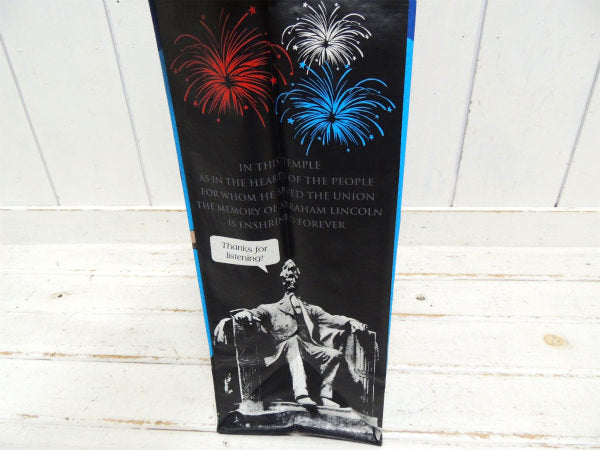 IN THIS TEMPLE
AS IN THE HEARTS OF THE PEOPLE
FOR WHOM HE SAVED THE UNION
THE MEMORY OF ABRAHAM LINCOLN
IS ENSHRINED FOREVER
Thanks for
listening!